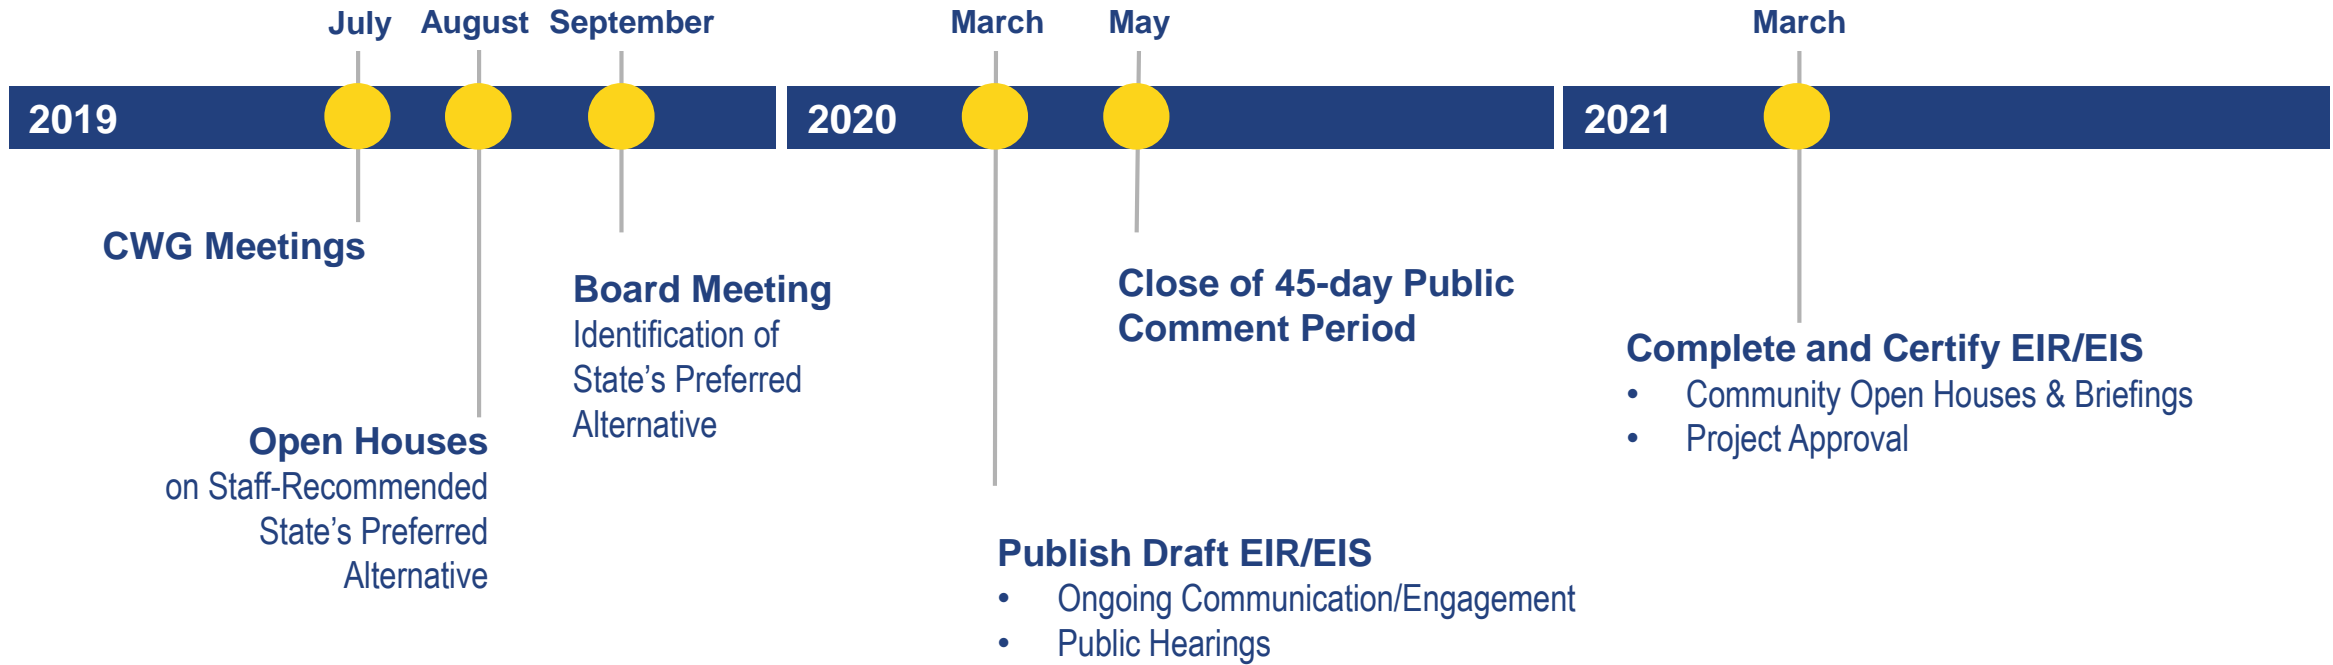 July August September March May March
2019 2020 2021
CWG Meetings
Open Houses
on Staff-Recommended
State’s Preferred
Alternative
Board Meeting
Identification of
State’s Preferred
Alternative
Publish Draft EIR/EIS
• Ongoing Communication/Engagement
• Public Hearings
Close of 45-day Public
Comment Period
Complete and Certify EIR/EIS
• Community Open Houses & Briefings
• Project Approval